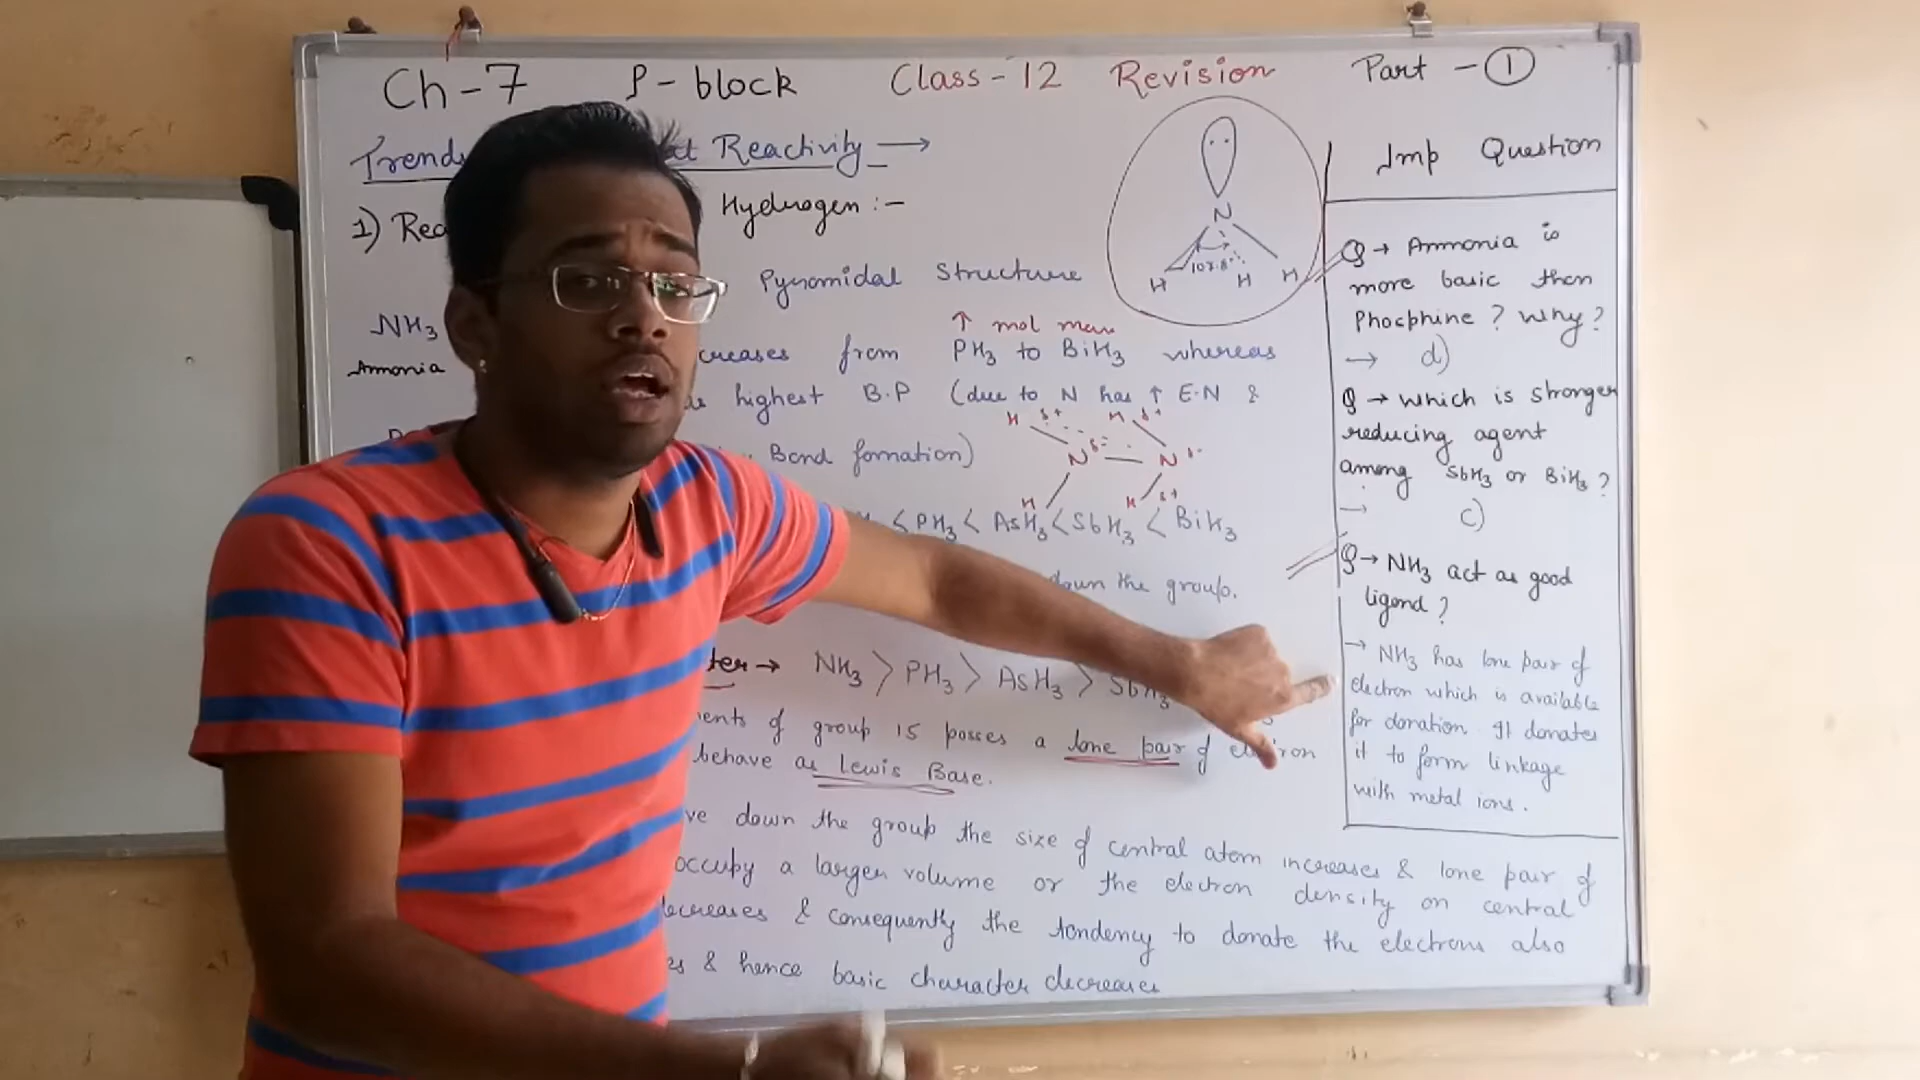 Ch-7 P-block Class-12 Revision Part - 1
Trends at Reactivity →
1) Rea Hydrogen :-
Pyramidal Structure
NH3
↑ mol mass
Ammonia
creases from PH3 to BiH3 whereas
highest B.P (due to N has ↑ E.N &
Bond formation)
< PH3 < AsH3 < SbH3 < BiH3
down the group.
ter → NH3 > PH3 > AsH3 > SbH3
ents of group 15 posses a lone pair of electron
behave as Lewis Base.
ve down the group the size of central atom increases & lone pair of
occupy a larger volume or the electron density on central
decreases & consequently the tendency to donate the electrons also
es & hence basic character decreases
N
107.8°
H H H
H δ+ H δ+
N δ- N δ-
H H δ+
Imp Question
Q → Ammonia is
more basic then
Phosphine ? Why ?
→ d)
Q → which is stronger
reducing agent
among SbH3 or BiH3 ?
→ c)
Q → NH3 act as good
ligand ?
→ NH3 has lone pair of
electron which is available
for donation. It donates
it to form linkage
with metal ions.